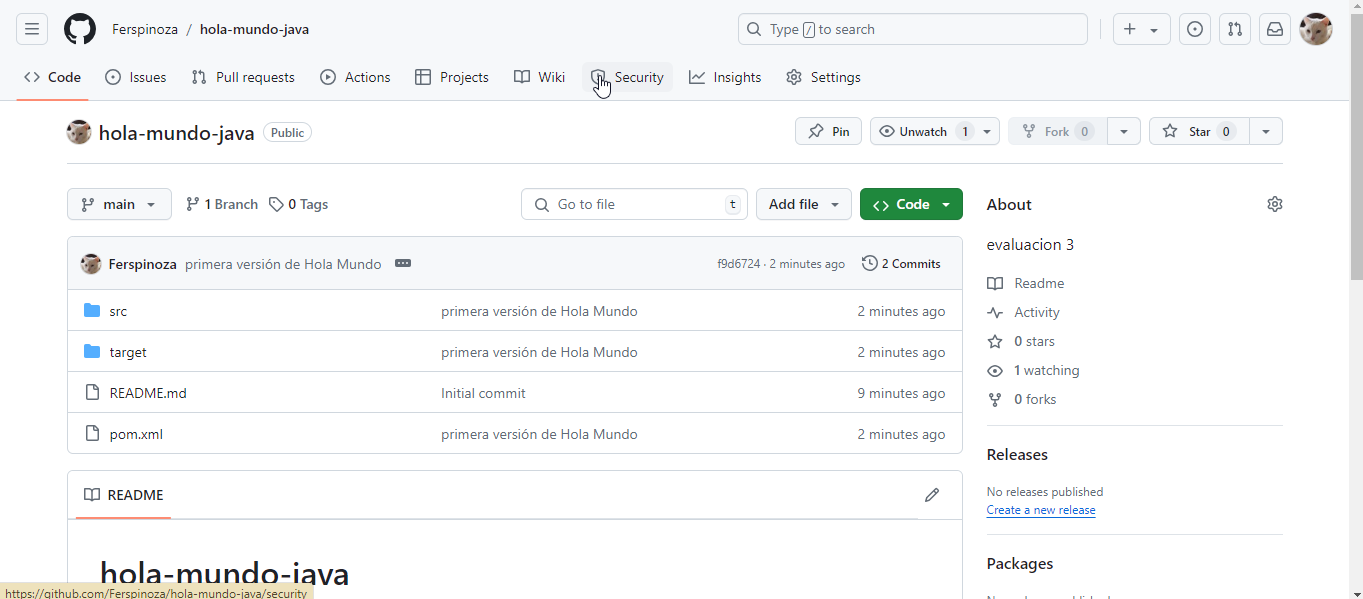 Ferspinoza / hola-mundo-java
Type / to search
Code Issues Pull requests Actions Projects Wiki Security Insights Settings
hola-mundo-java Public
Pin Unwatch 1 Fork 0 Star 0
main 1 Branch 0 Tags Go to file t Add file Code
Ferspinoza primera versión de Hola Mundo f9d6724 · 2 minutes ago 2 Commits
src primera versión de Hola Mundo 2 minutes ago
target primera versión de Hola Mundo 2 minutes ago
README.md Initial commit 9 minutes ago
pom.xml primera versión de Hola Mundo 2 minutes ago
README
hola-mundo-java
About
evaluacion 3
Readme
Activity
0 stars
1 watching
0 forks
Releases
No releases published
Create a new release
Packages
https://github.com/Ferspinoza/hola-mundo-java/security